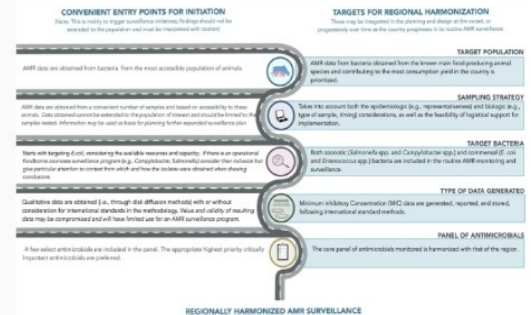 CONVENIENT ENTRY POINTS FOR INITIATION
(Note: This is mainly to trigger surveillance initiatives; findings should not be
extended to the population and must be interpreted with caution)
TARGETS FOR REGIONAL HARMONIZATION
These may be integrated in the planning and design at the outset, or
progressively over time as the country progresses in its routine AMR surveillance.
AMR data are obtained from bacteria from the most accessible population of animals.
TARGET POPULATION
AMR data from bacteria obtained from the known main food-producing animal
species and contributing to the most consumption yield in the country is
prioritized.
AMR data are obtained from a convenient number of samples and based on accessibility to these
animals. Data obtained cannot be extended to the population of interest and should be limited to the
samples tested. Information may be used as basis for planning further expanded surveillance plan
SAMPLING STRATEGY
Takes into account both the epidemiologic (e.g., representativeness) and biologic (e.g.,
type of sample, timing) considerations, as well as the feasibility of logistical support for
implementation.
Starts with targeting E.coli, considering the available resources and capacity; if there is an operational
foodborne zoonoses surveillance program (e.g., Campylobacter, Salmonella) consider their inclusion but
give particular attention to context from which and how the isolates were obtained when drawing
conclusions
TARGET BACTERIA
Both zoonotic (Salmonella spp. and Campylobacter spp.) and commensal (E. coli
and Enterococcus spp.) bacteria are included in the routine AMR monitoring and
surveillance.
Qualitative data are obtained (i.e., through disk diffusion methods) with or without
consideration for international standards in the methodology. Value and validity of resulting
data may be compromised and will have limited use for an AMR surveillance program.
TYPE OF DATA GENERATED
Minimum inhibitory Concentration (MIC) data are generated, reported, and stored,
following international standard methods.
A few select antimicrobials are included in the panel. The appropriate highest priority critically
important antimicrobials are preferred.
PANEL OF ANTIMICROBIALS
The core panel of antimicrobials monitored is harmonized with that of the region.
REGIONALLY HARMONIZED AMR SURVEILLANCE